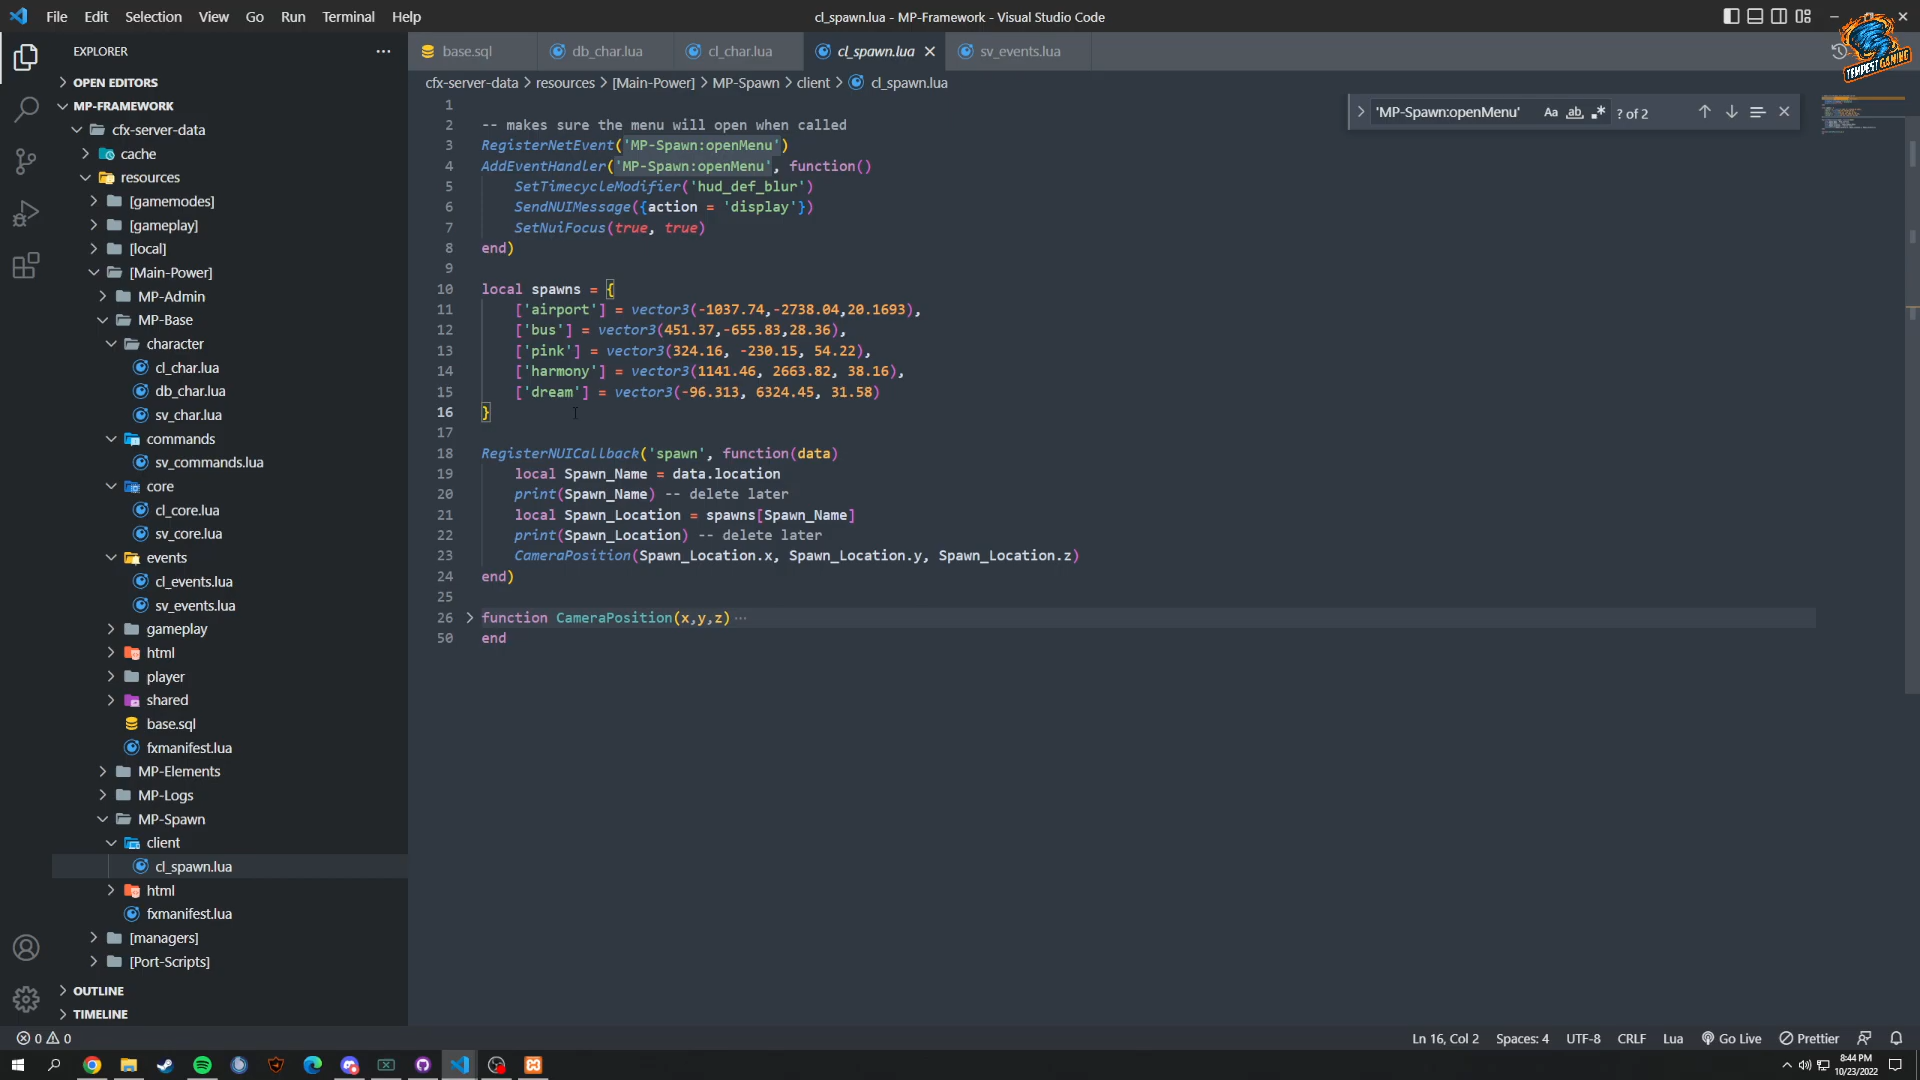 File Edit Selection View Go Run Terminal Help
cl_spawn.lua - MP-Framework - Visual Studio Code
TEMPEST GAMING
EXPLORER
base.sql
db_char.lua
cl_char.lua
cl_spawn.lua
sv_events.lua
cfx-server-data > resources > [Main-Power] > MP-Spawn > client > cl_spawn.lua
'MP-Spawn:openMenu' Aa ab ? of 2
OPEN EDITORS
MP-FRAMEWORK
cfx-server-data
cache
resources
[gamemodes]
[gameplay]
[local]
[Main-Power]
MP-Admin
MP-Base
character
cl_char.lua
db_char.lua
sv_char.lua
commands
sv_commands.lua
core
cl_core.lua
sv_core.lua
events
cl_events.lua
sv_events.lua
gameplay
html
player
shared
base.sql
fxmanifest.lua
MP-Elements
MP-Logs
MP-Spawn
client
cl_spawn.lua
html
fxmanifest.lua
[managers]
[Port-Scripts]
OUTLINE
TIMELINE
1
2 -- makes sure the menu will open when called
3 RegisterNetEvent('MP-Spawn:openMenu')
4 AddEventHandler('MP-Spawn:openMenu', function()
5 SetTimecycleModifier('hud_def_blur')
6 SendNUIMessage({action = 'display'})
7 SetNuiFocus(true, true)
8 end)
9
10 local spawns = {
11 ['airport'] = vector3(-1037.74,-2738.04,20.1693),
12 ['bus'] = vector3(451.37,-655.83,28.36),
13 ['pink'] = vector3(324.16, -230.15, 54.22),
14 ['harmony'] = vector3(1141.46, 2663.82, 38.16),
15 ['dream'] = vector3(-96.313, 6324.45, 31.58)
16 }
17
18 RegisterNUICallback('spawn', function(data)
19 local Spawn_Name = data.location
20 print(Spawn_Name) -- delete later
21 local Spawn_Location = spawns[Spawn_Name]
22 print(Spawn_Location) -- delete later
23 CameraPosition(Spawn_Location.x, Spawn_Location.y, Spawn_Location.z)
24 end)
25
26 function CameraPosition(x,y,z) ...
50 end
0 0
Ln 16, Col 2 Spaces: 4 UTF-8 CRLF Lua Go Live Prettier
8:44 PM
10/23/2022